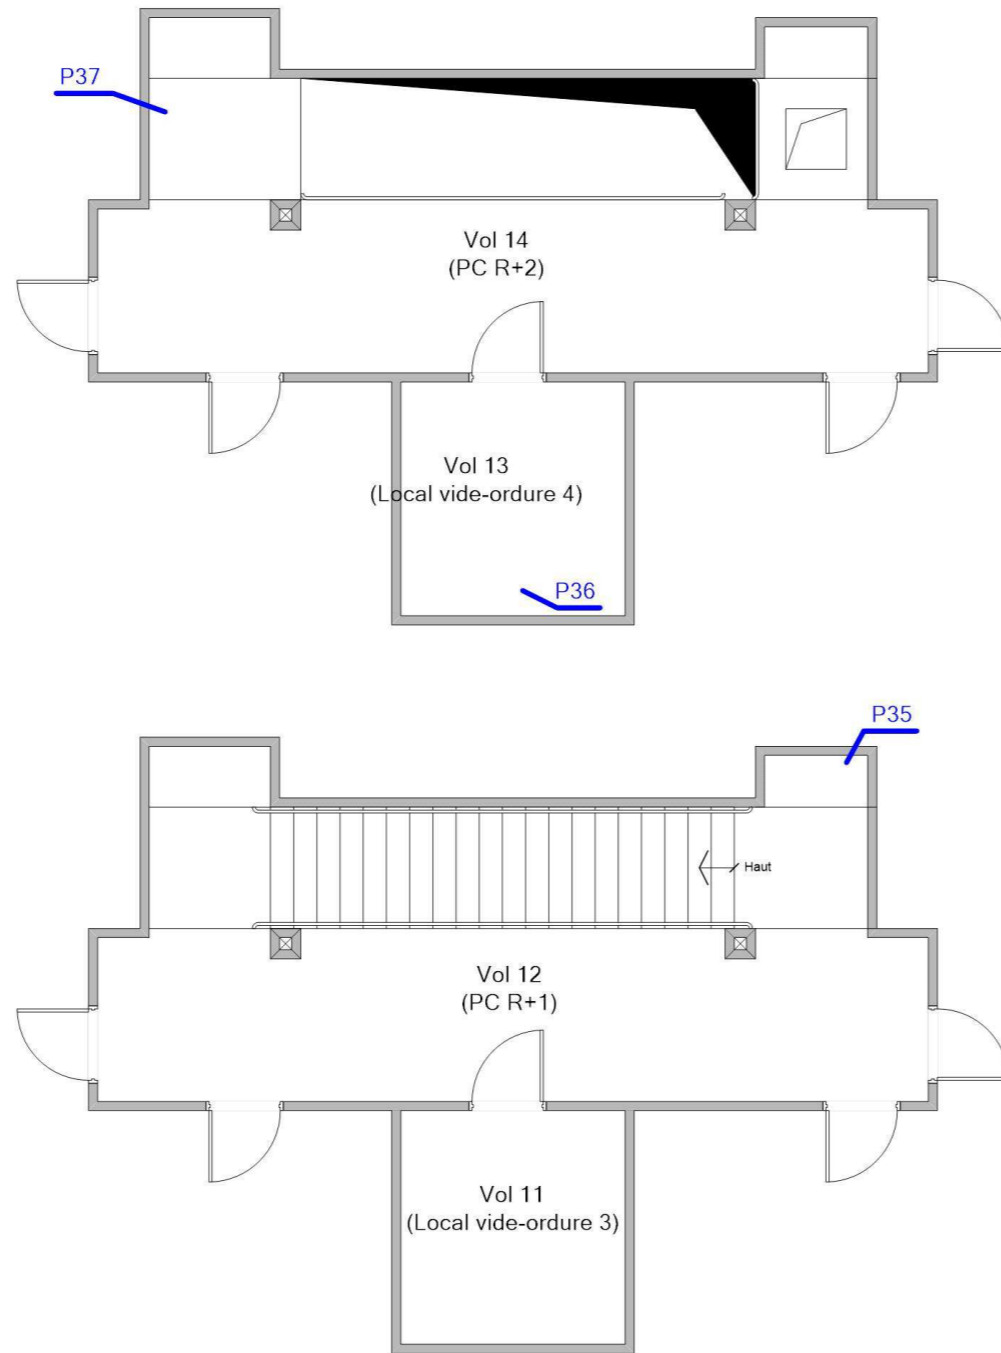 P37
Vol 14
(PC R+2)
Vol 13
(Local vide-ordure 4)
P36
P35
Haut
Vol 12
(PC R+1)
Vol 11
(Local vide-ordure 3)